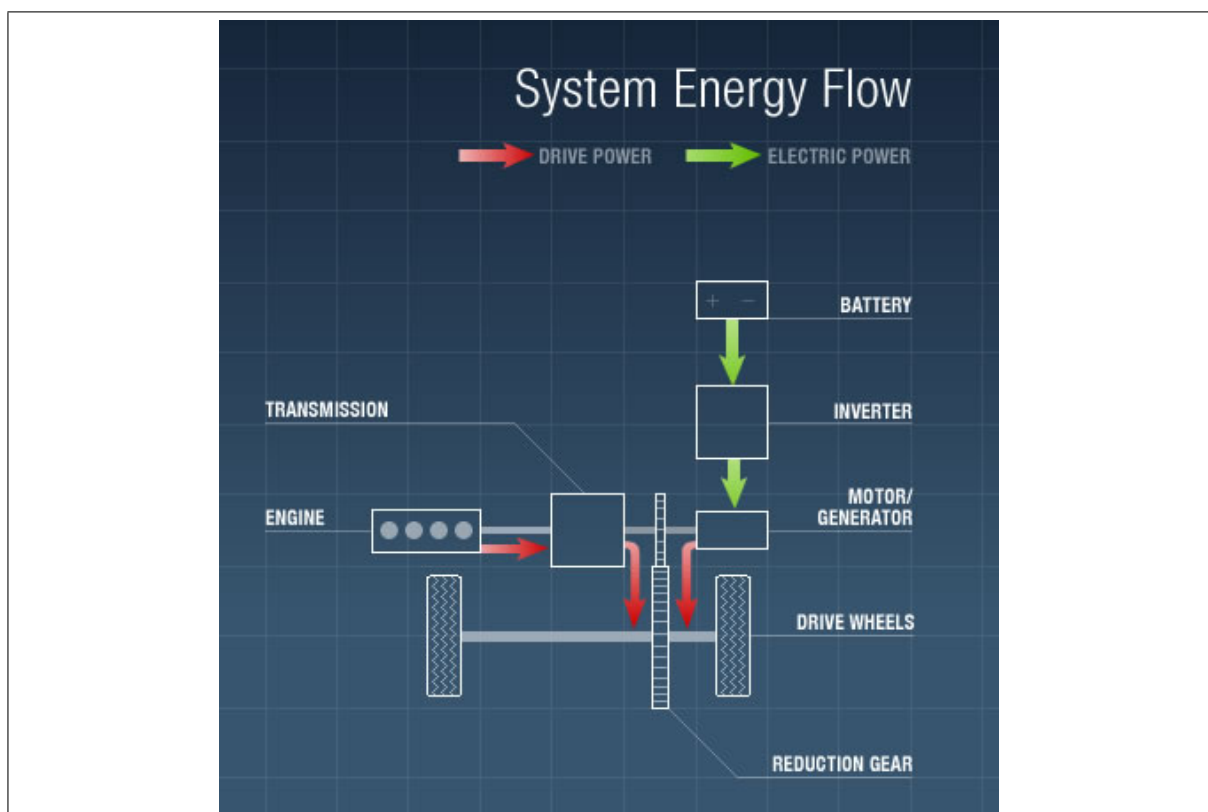 System Energy Flow
DRIVE POWER
ELECTRIC POWER
BATTERY
TRANSMISSION
INVERTER
ENGINE
MOTOR/
GENERATOR
DRIVE WHEELS
REDUCTION GEAR